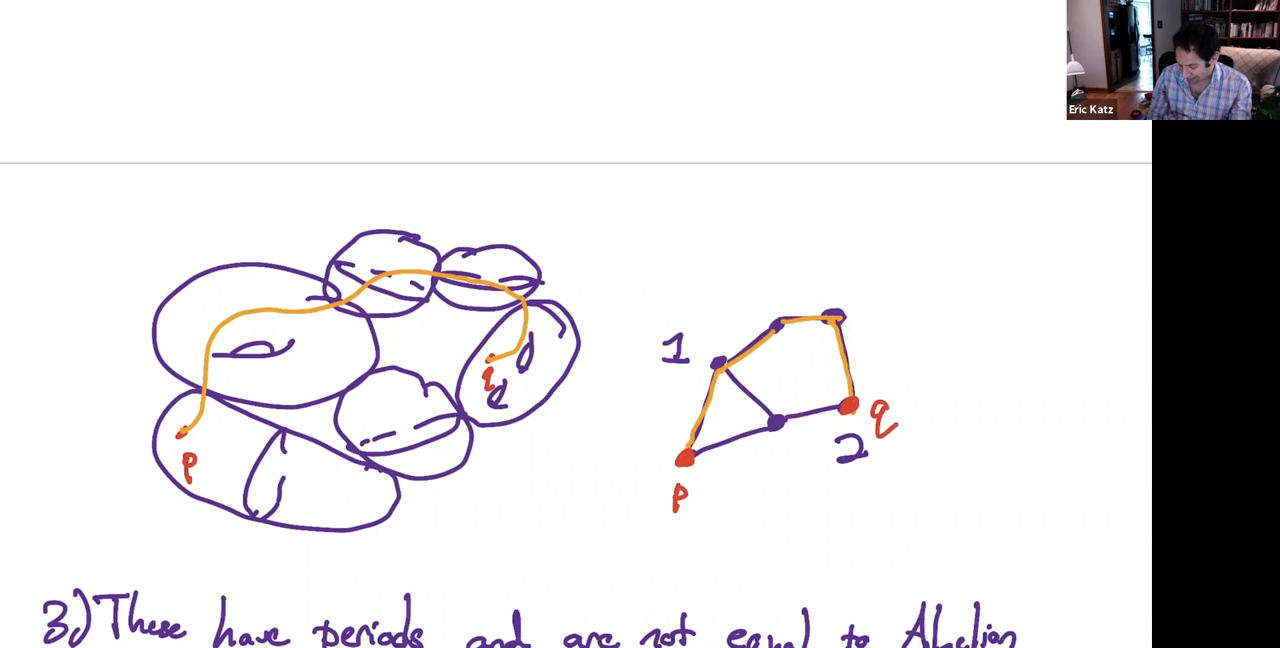 Eric Katz
p
q
1
2
q
p
3) These have periods and are not equal to Abelian